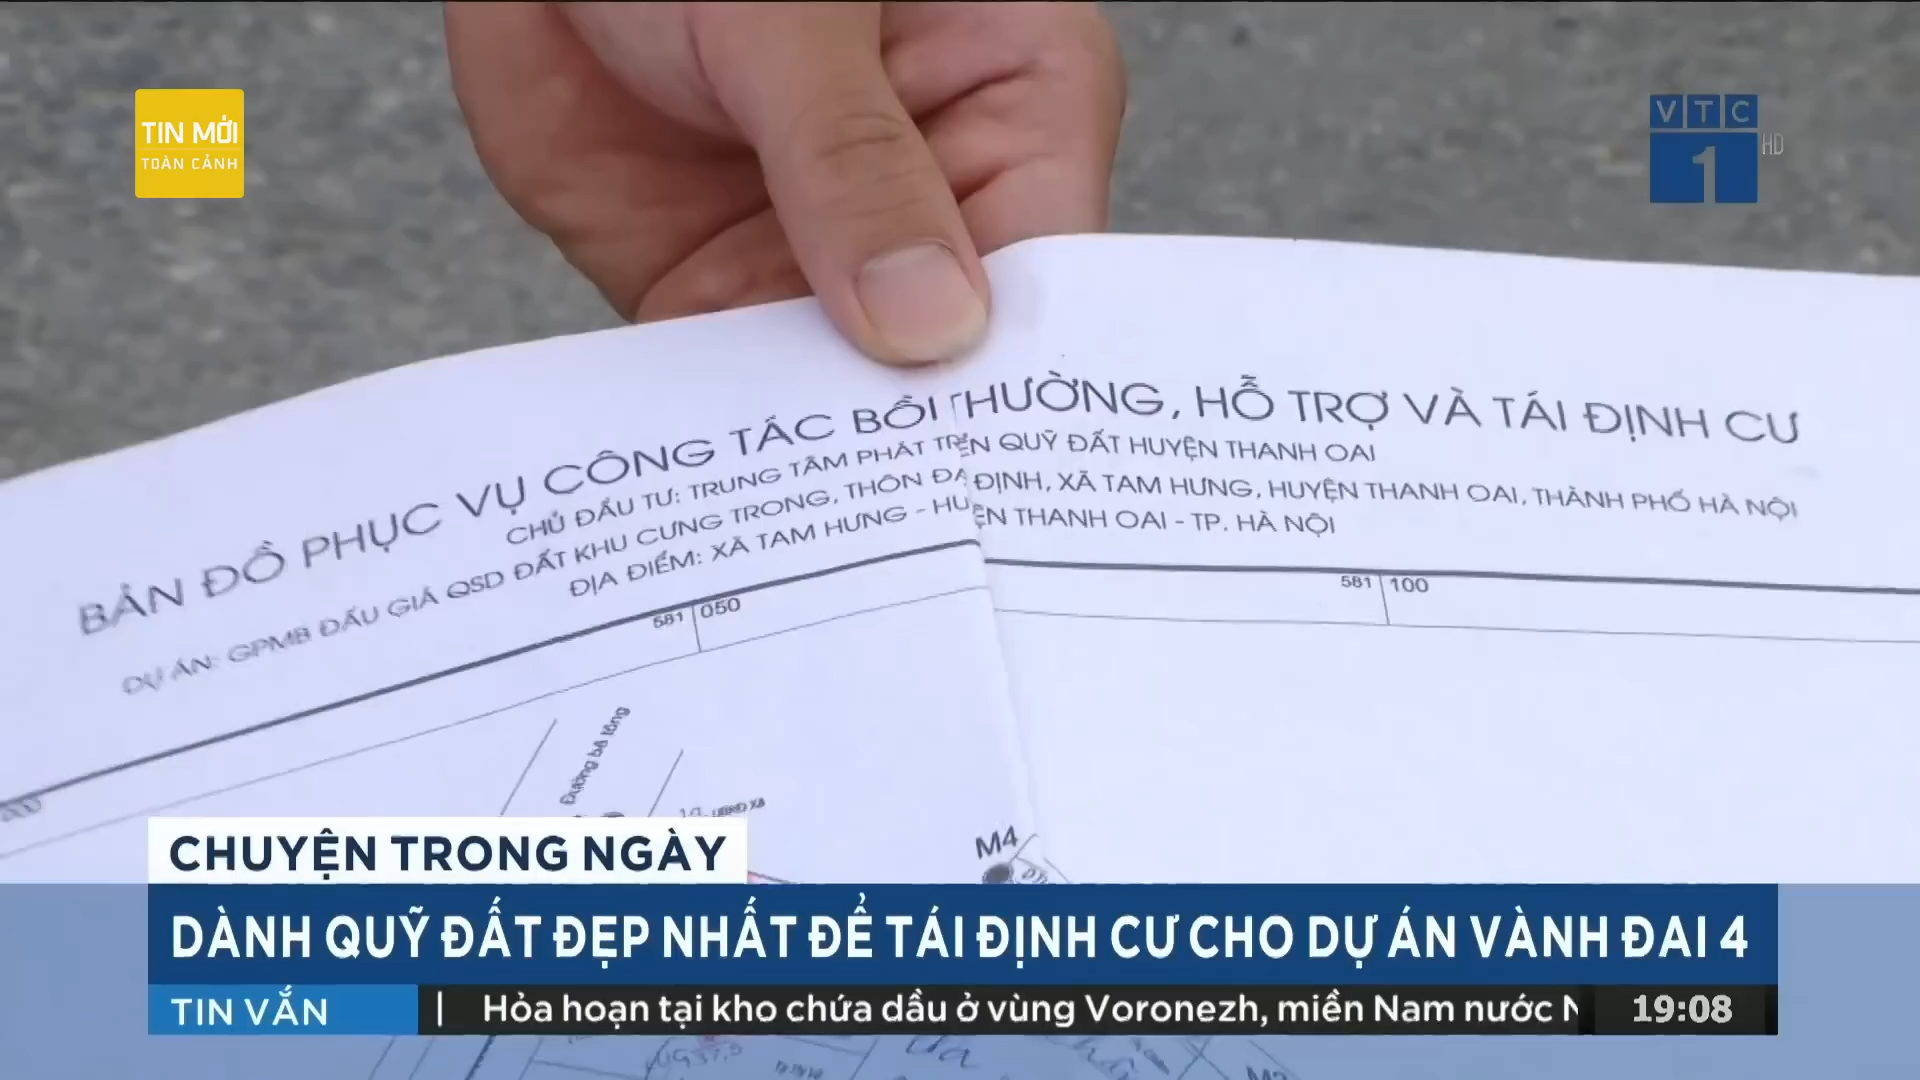 TIN MỚI
TOÀN CẢNH
VTC
1
HD
BẢN ĐỒ PHỤC VỤ CÔNG TÁC BỒI THƯỜNG, HỖ TRỢ VÀ TÁI ĐỊNH CƯ
CHỦ ĐẦU TƯ: TRUNG TÂM PHÁT TRIỂN QUỸ ĐẤT HUYỆN THANH OAI
DỰ ÁN: GPMB ĐẤU GIÁ QSD ĐẤT KHU CUNG TRONG, THÔN ĐẠI ĐỊNH, XÃ TAM HƯNG, HUYỆN THANH OAI, THÀNH PHỐ HÀ NỘI
ĐỊA ĐIỂM: XÃ TAM HƯNG - HUYỆN THANH OAI - TP. HÀ NỘI
581 050
581 100
Đường bê tông
M4
CHUYỆN TRONG NGÀY
DÀNH QUỸ ĐẤT ĐẸP NHẤT ĐỂ TÁI ĐỊNH CƯ CHO DỰ ÁN VÀNH ĐAI 4
TIN VẮN | Hỏa hoạn tại kho chứa dầu ở vùng Voronezh, miền Nam nước N 19:08